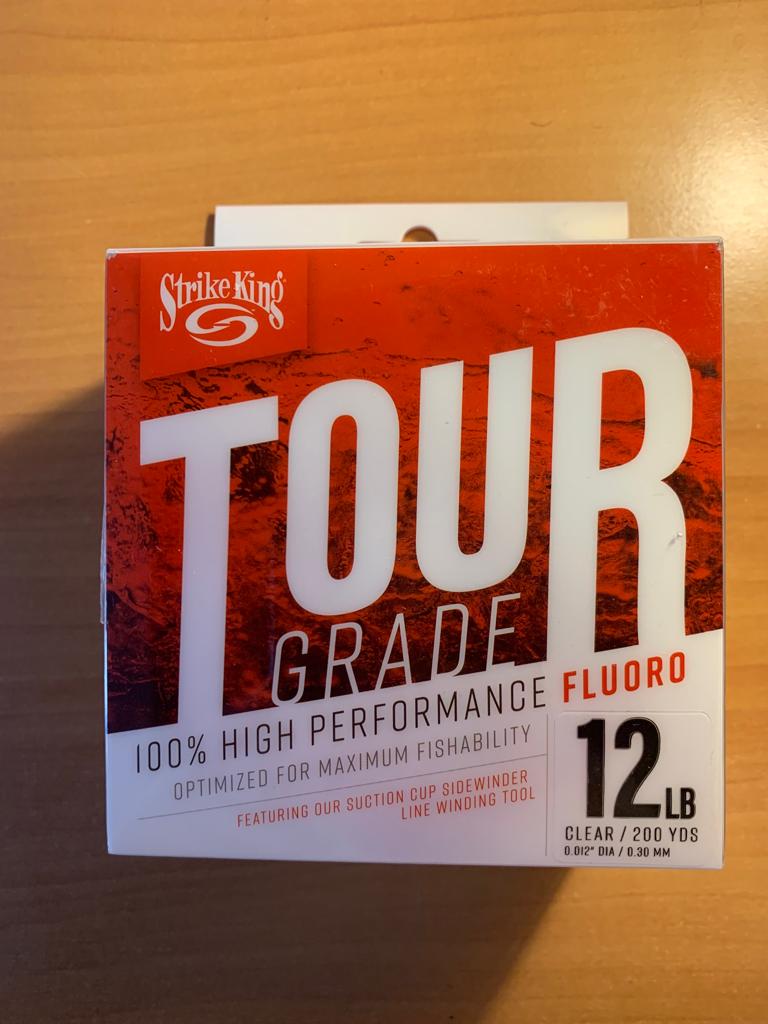 Strike King
TOUR
GRADE
100% HIGH PERFORMANCE FLUORO
OPTIMIZED FOR MAXIMUM FISHABILITY
FEATURING OUR SUCTION CUP SIDEWINDER
LINE WINDING TOOL
12LB
CLEAR / 200 YDS
0.012" DIA / 0.30 MM